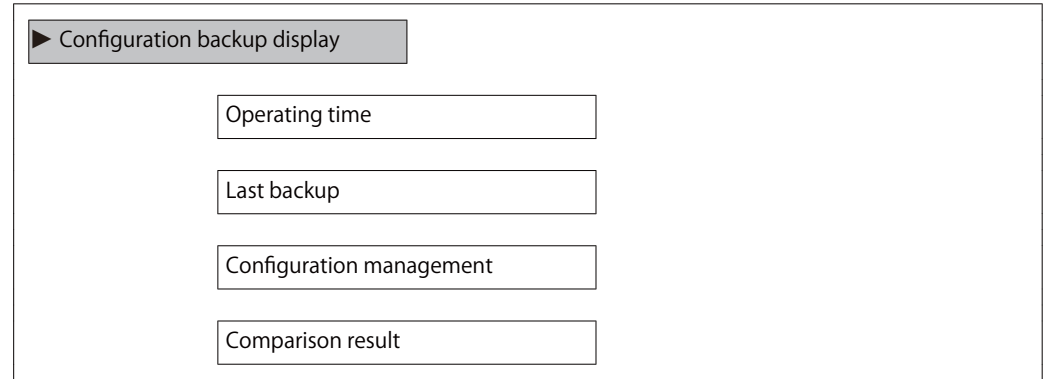 ▶ Configuration backup display
Operating time
Last backup
Configuration management
Comparison result